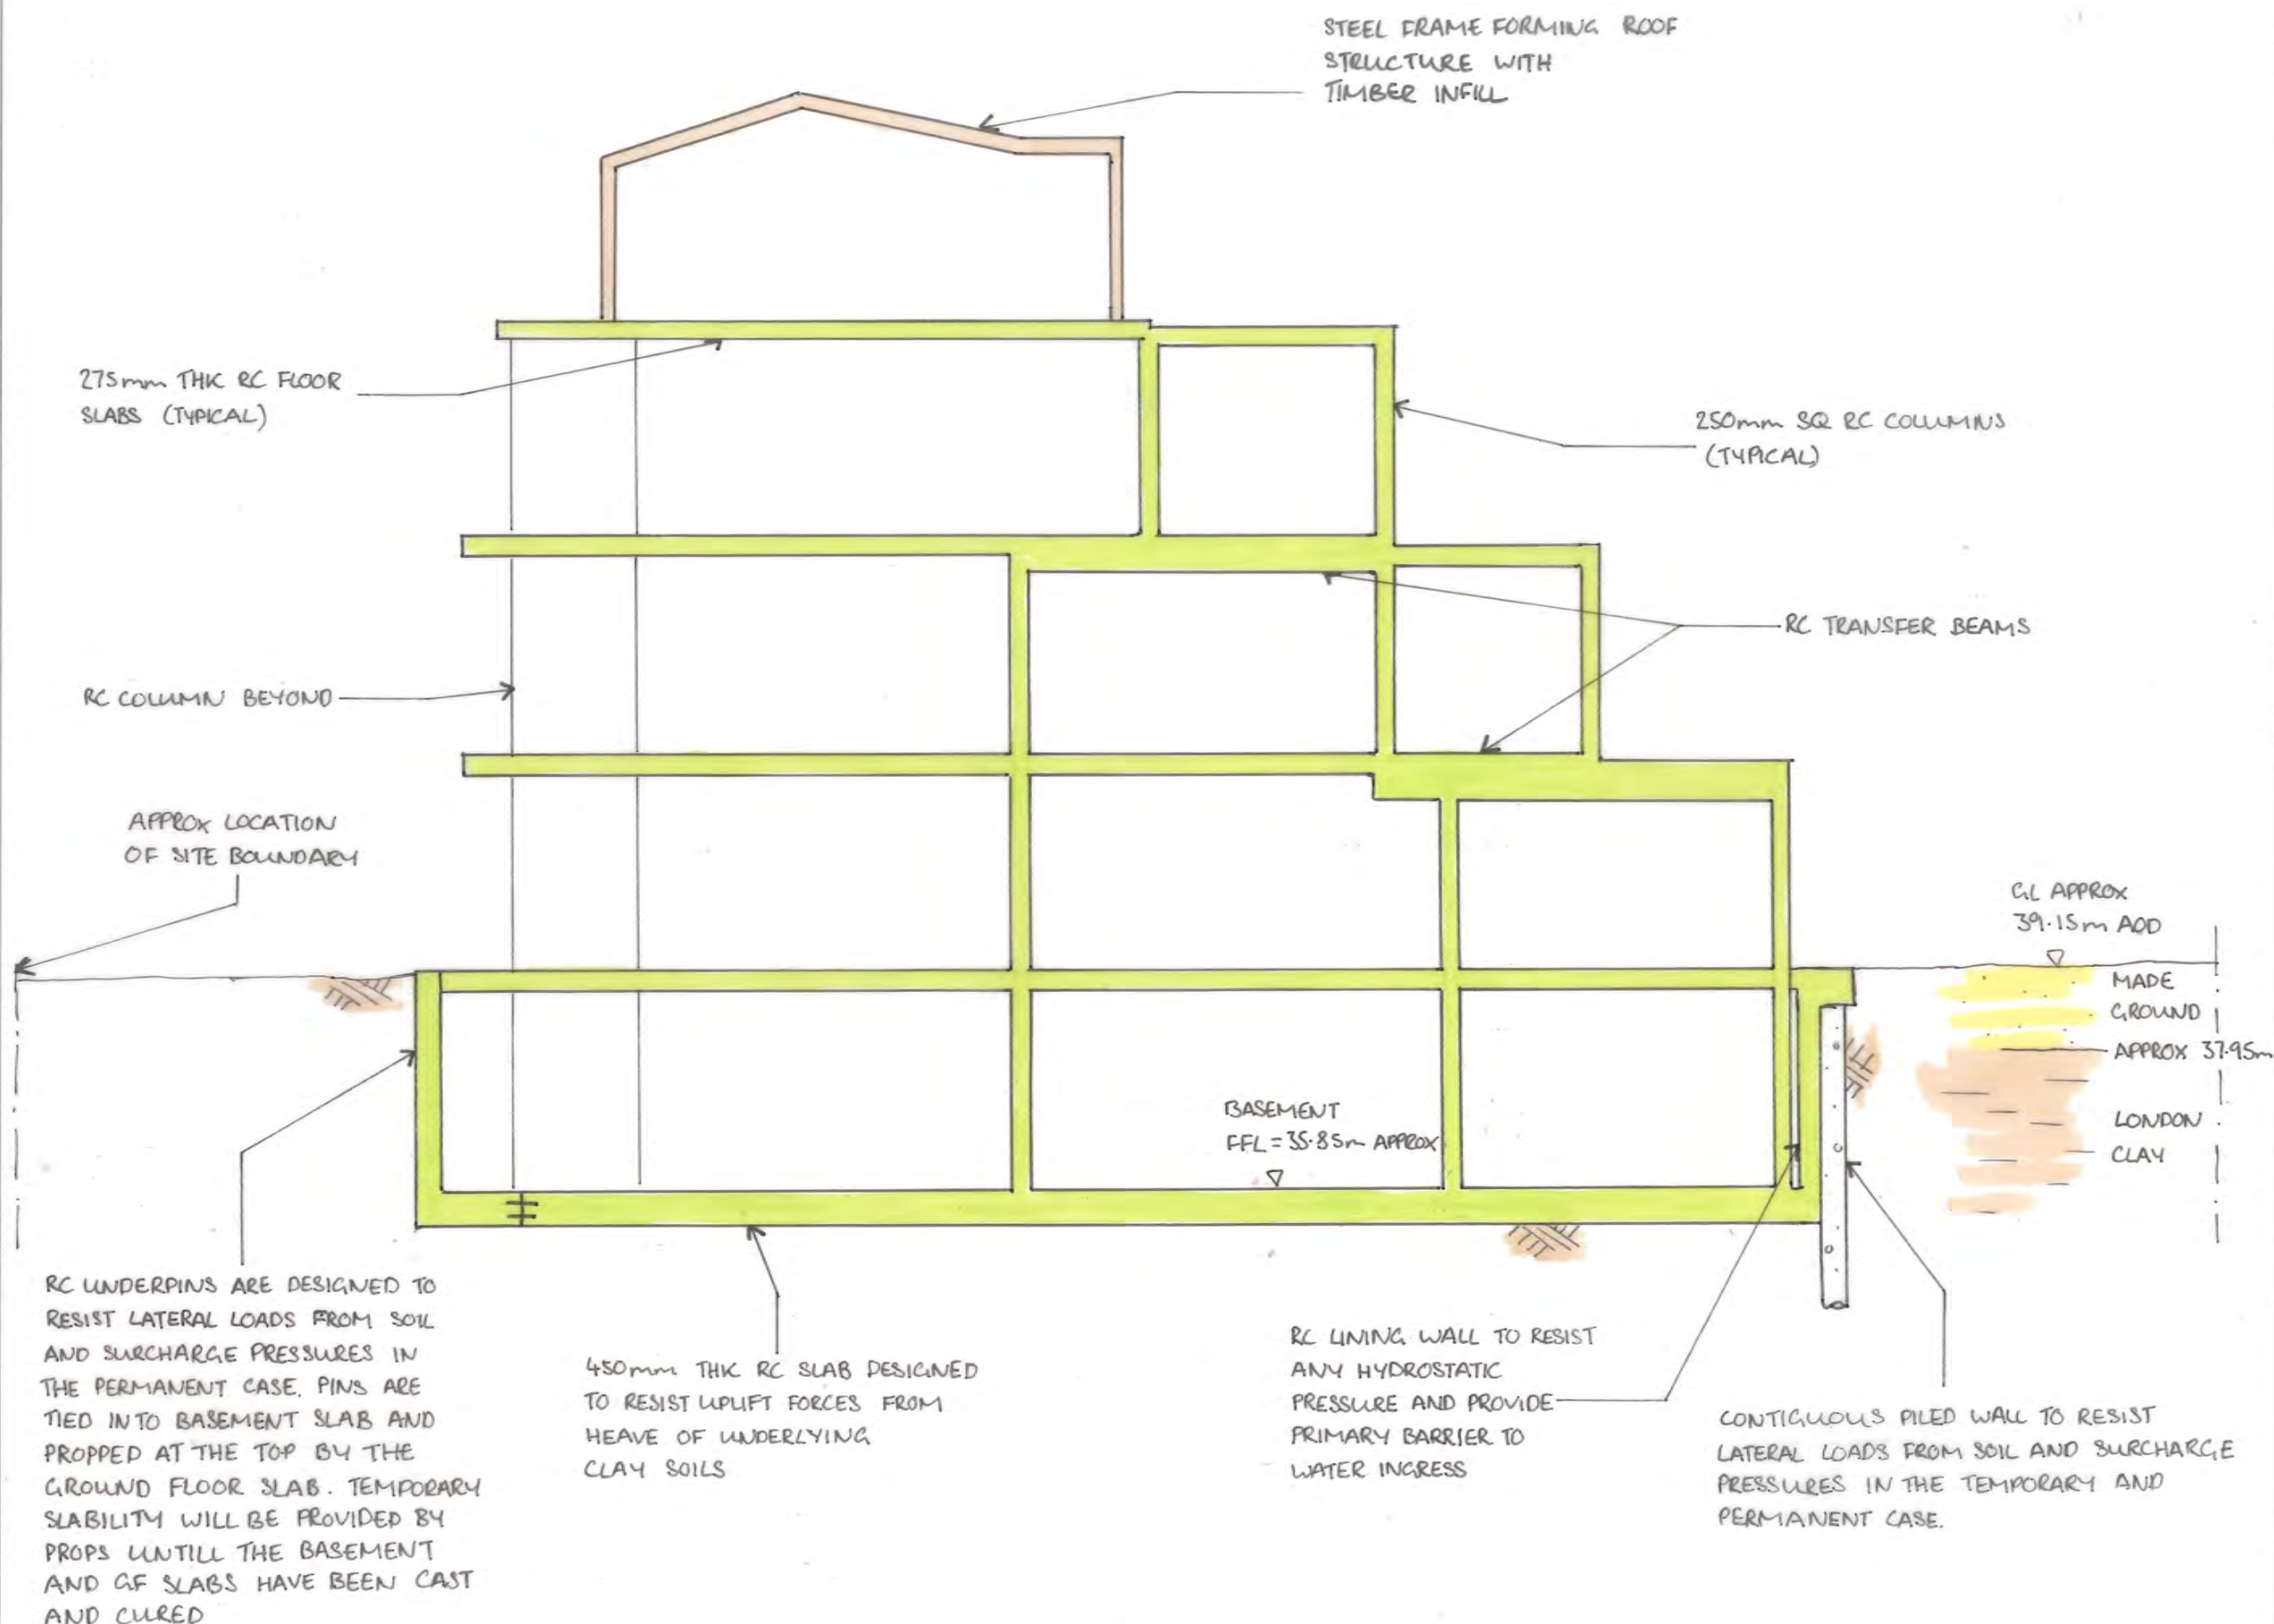 STEEL FRAME FORMING ROOF
STRUCTURE WITH
TIMBER INFILL
275mm THK RC FLOOR
SLABS (TYPICAL)
250mm SQ RC COLUMNS
(TYPICAL)
RC TRANSFER BEAMS
RC COLUMN BEYOND
APPROX LOCATION
OF SITE BOUNDARY
GL APPROX
39.15m AOD
MADE
GROUND
APPROX 37.95m
LONDON
CLAY
BASEMENT
FFL = 35.85m APPROX
RC UNDERPINS ARE DESIGNED TO
RESIST LATERAL LOADS FROM SOIL
AND SURCHARGE PRESSURES IN
THE PERMANENT CASE. PINS ARE
TIED INTO BASEMENT SLAB AND
PROPPED AT THE TOP BY THE
GROUND FLOOR SLAB. TEMPORARY
SLABILITY WILL BE PROVIDED BY
PROPS UNTILL THE BASEMENT
AND GF SLABS HAVE BEEN CAST
AND CURED
450mm THK RC SLAB DESIGNED
TO RESIST UPLIFT FORCES FROM
HEAVE OF UNDERLYING
CLAY SOILS
RC LINING WALL TO RESIST
ANY HYDROSTATIC
PRESSURE AND PROVIDE
PRIMARY BARRIER TO
WATER INGRESS
CONTIGUOUS PILED WALL TO RESIST
LATERAL LOADS FROM SOIL AND SURCHARGE
PRESSURES IN THE TEMPORARY AND
PERMANENT CASE.